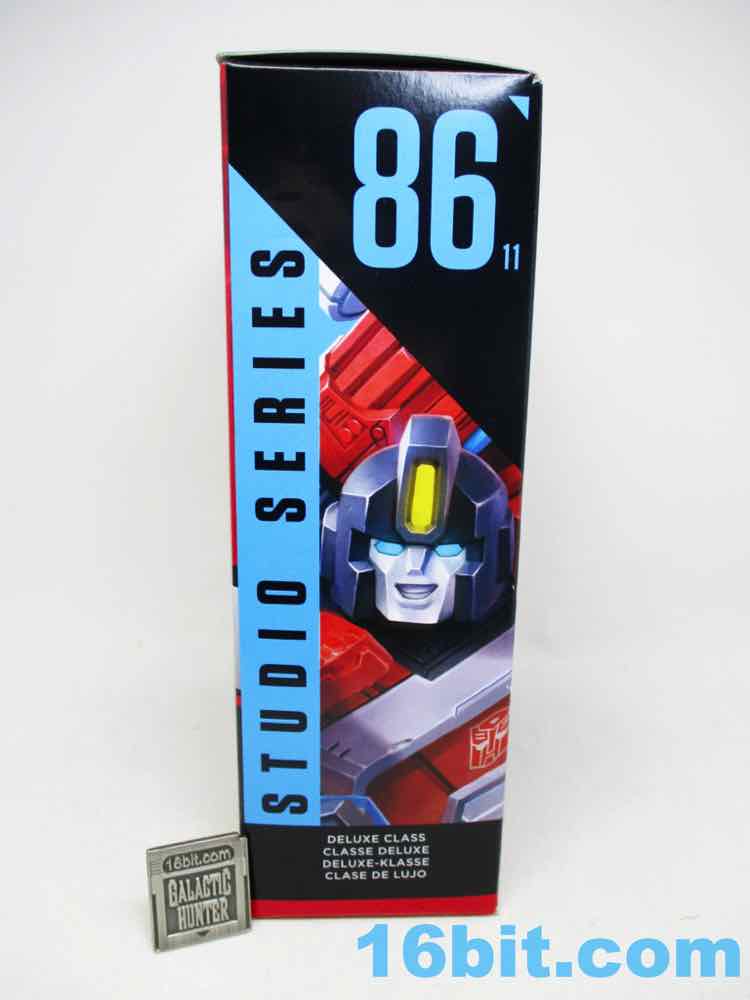 86
11
STUDIO SERIES
DELUXE CLASS
CLASSE DELUXE
DELUXE-KLASSE
CLASE DE LUJO
16bit.com
GALACTIC
HUNTER
16bit.com